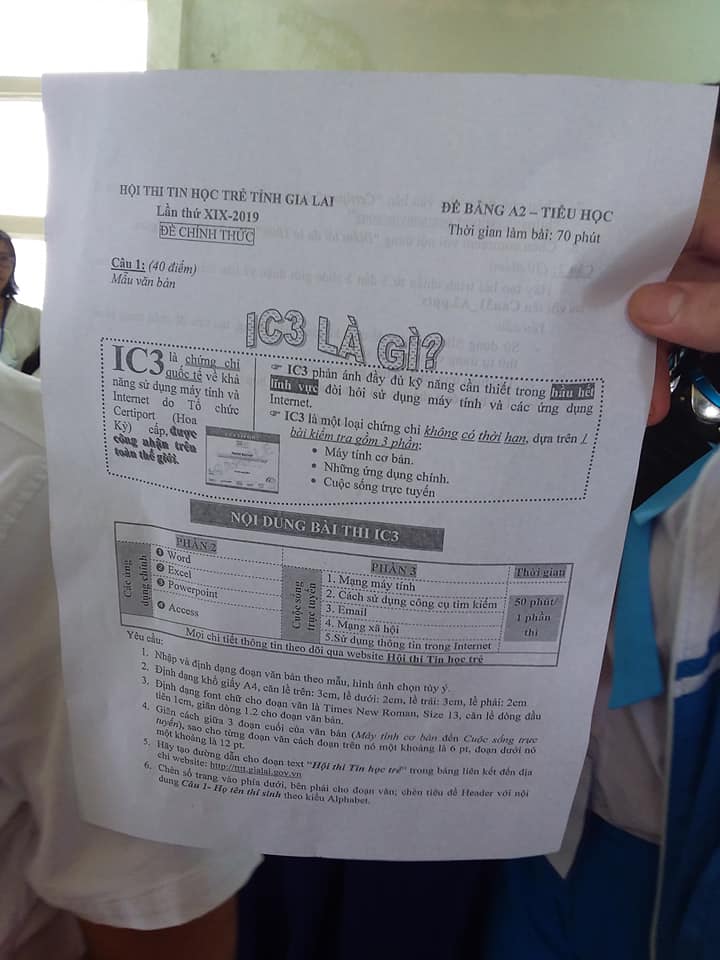 HỘI THI TIN HỌC TRẺ TỈNH GIA LAI
Lần thứ XIX-2019
ĐỀ CHÍNH THỨC
ĐỀ BẢNG A2 – TIỂU HỌC
Thời gian làm bài: 70 phút
Câu 1: (40 điểm)
Mẫu văn bản
IC3 LÀ GÌ?
IC3 là chứng chỉ
quốc tế về khả
năng sử dụng máy tính và
Internet do Tổ chức
Certiport (Hoa
Kỳ) cấp, được
công nhận trên
toàn thế giới.
☞ IC3 phản ánh đầy đủ kỹ năng cần thiết trong hầu hết
lĩnh vực đòi hỏi sử dụng máy tính và các ứng dụng
Internet.
☞ IC3 là một loại chứng chỉ không có thời hạn, dựa trên 1
bài kiểm tra gồm 3 phần:
• Máy tính cơ bản.
• Những ứng dụng chính.
• Cuộc sống trực tuyến
NỘI DUNG BÀI THI IC3
PHẦN 2
Các ứng
dụng chính
❶ Word
❷ Excel
❸ Powerpoint
❹ Access
PHẦN 3
Cuộc sống
trực tuyến
1. Mạng máy tính
2. Cách sử dụng công cụ tìm kiếm
3. Email
4. Mạng xã hội
5.Sử dụng thông tin trong Internet
Thời gian
50 phút/
1 phần
thi
Mọi chi tiết thông tin theo dõi qua website Hội thi Tin học trẻ
Yêu cầu:
1. Nhập và định dạng đoạn văn bản theo mẫu, hình ảnh chọn tùy ý.
2. Định dạng khổ giấy A4, căn lề trên: 3cm, lề dưới: 2cm, lề trái: 3cm, lề phải: 2cm
3. Định dạng font chữ cho đoạn văn là Times New Roman, Size 13, căn lề dòng đầu
tiên 1cm, giãn dòng 1.2 cho đoạn văn bản.
4. Giãn cách giữa 3 đoạn cuối của văn bản (Máy tính cơ bản đến Cuộc sống trực
tuyến), sao cho từng đoạn văn cách đoạn trên nó một khoảng là 6 pt, đoạn dưới nó
một khoảng là 12 pt.
5. Hãy tạo đường dẫn cho đoạn text "Hội thi Tin học trẻ" trong bảng liên kết đến địa
chỉ website: http://ttt.gialai.gov.vn
6. Chèn số trang vào phía dưới, bên phải cho đoạn văn; chèn tiêu đề Header với nội
dung Câu 1- Họ tên thí sinh theo kiểu Alphabet.